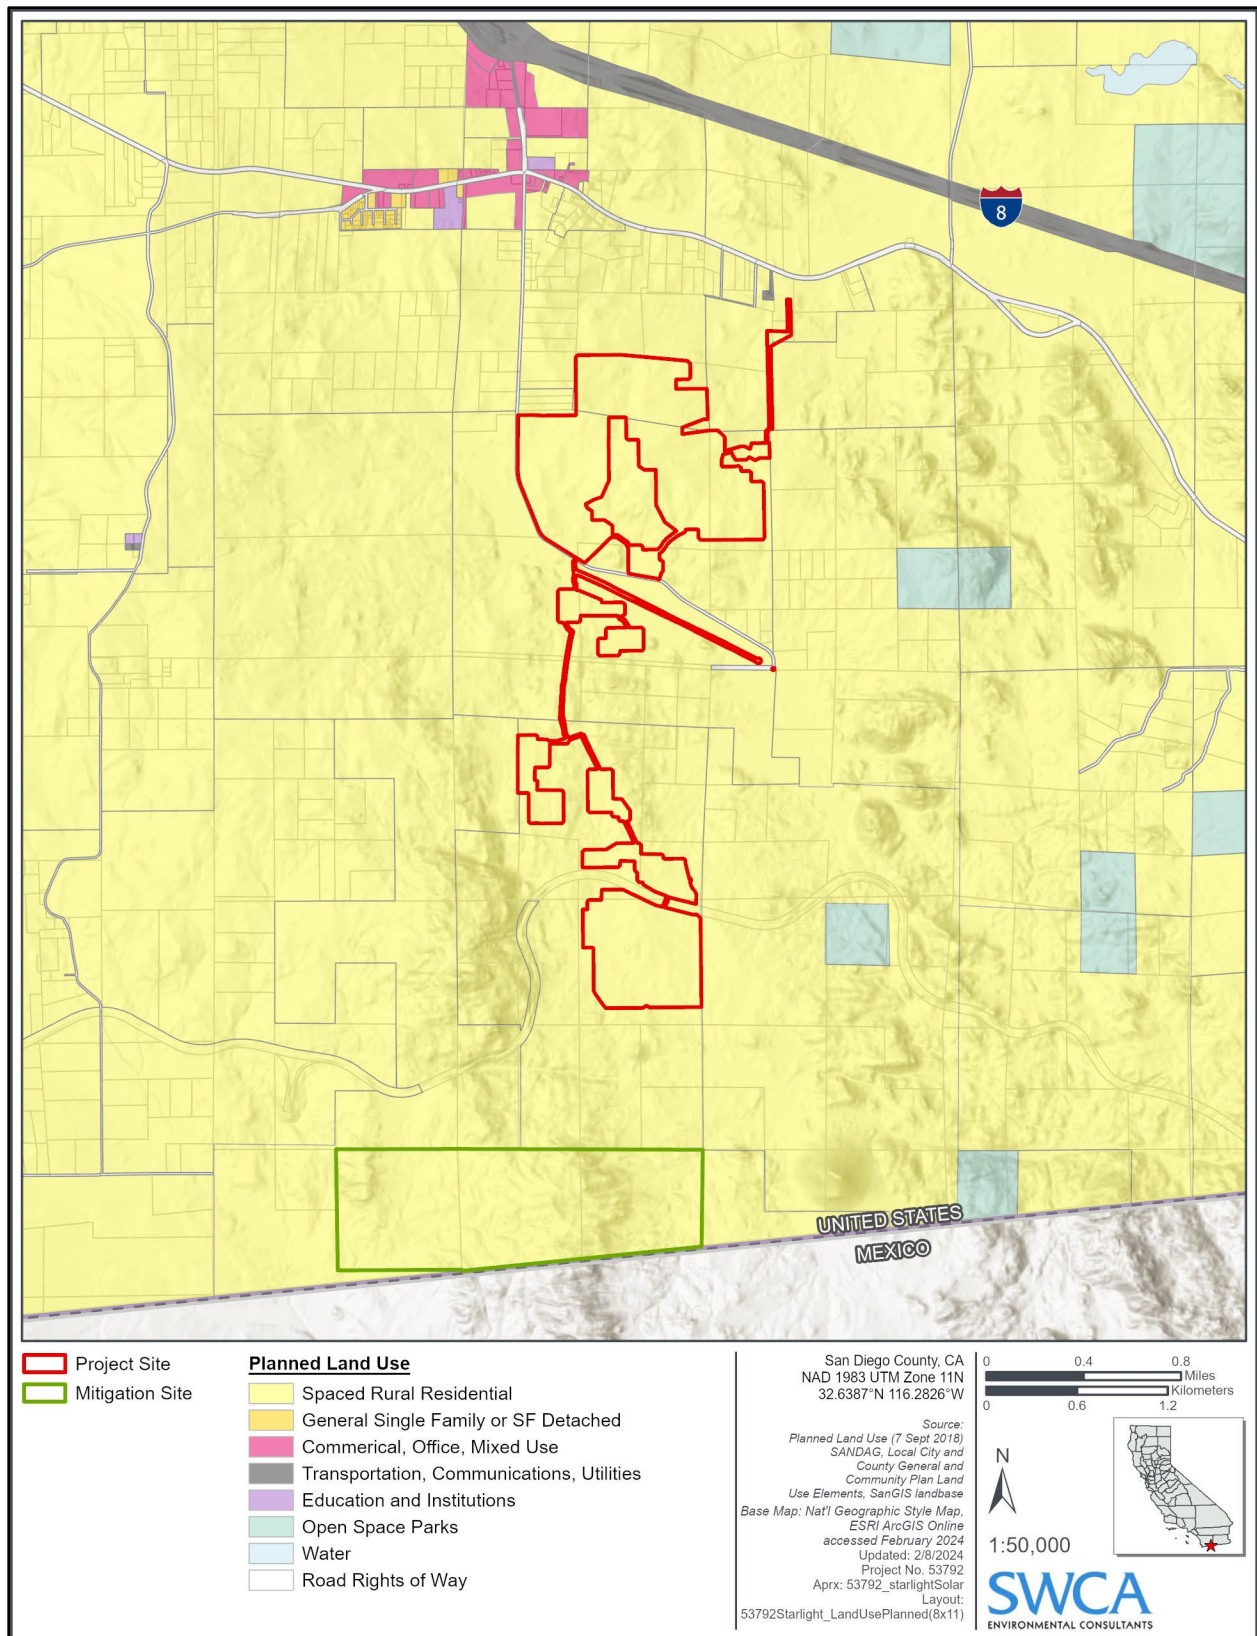 8
UNITED STATES
MEXICO
Project Site
Mitigation Site
Planned Land Use
Spaced Rural Residential
General Single Family or SF Detached
Commerical, Office, Mixed Use
Transportation, Communications, Utilities
Education and Institutions
Open Space Parks
Water
Road Rights of Way
San Diego County, CA
NAD 1983 UTM Zone 11N
32.6387°N 116.2826°W
Source:
Planned Land Use (7 Sept 2018)
SANDAG, Local City and
County General and
Community Plan Land
Use Elements, SanGIS landbase
Base Map: Nat'l Geographic Style Map,
ESRI ArcGIS Online
accessed February 2024
Updated: 2/8/2024
Project No. 53792
Aprx: 53792_starlightSolar
Layout:
53792Starlight_LandUsePlanned(8x11)
0 0.4 0.8
Miles
Kilometers
0 0.6 1.2
N
1:50,000
SWCA
ENVIRONMENTAL CONSULTANTS